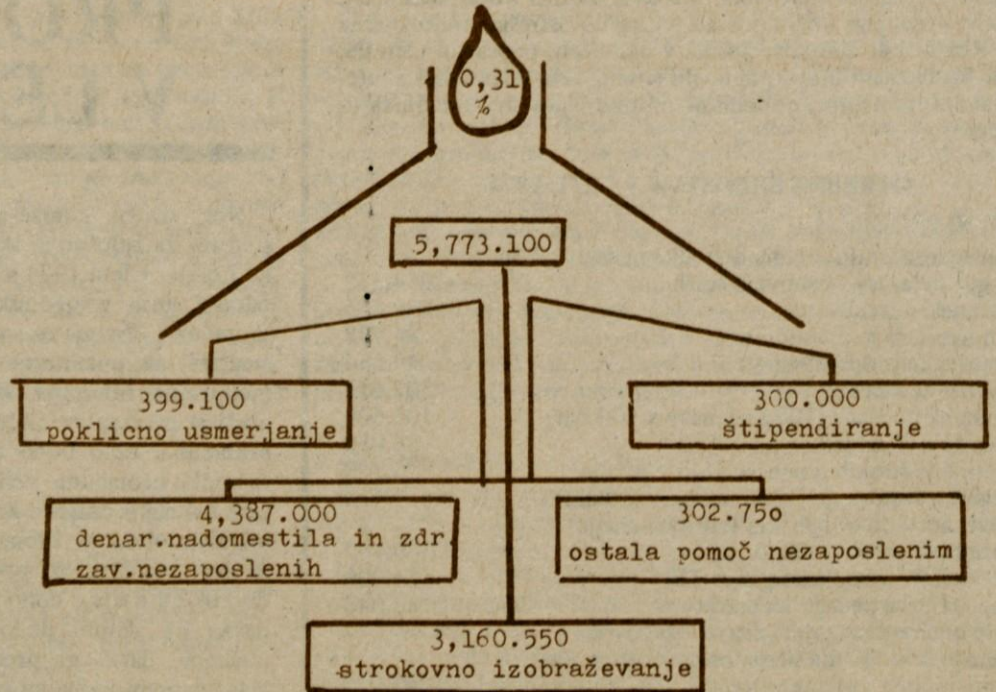 0,31
%
5,773.100
399.100
poklicno usmerjanje
300.000
štipendiranje
4,387.000
denar.nadomestila in zdr.
zav.nezaposlenih
302.75o
ostala pomoč nezaposlenim
3,160.550
strokovno izobraževanje